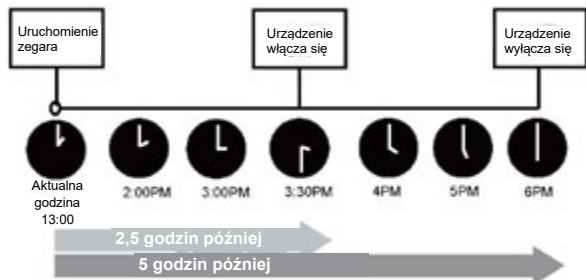 Uruchomienie
zegara
Urządzenie
włącza się
Urządzenie
wyłącza się
Aktualna
godzina
13:00
2:00PM
3:00PM
3:30PM
4PM
5PM
6PM
2,5 godzin później
5 godzin później